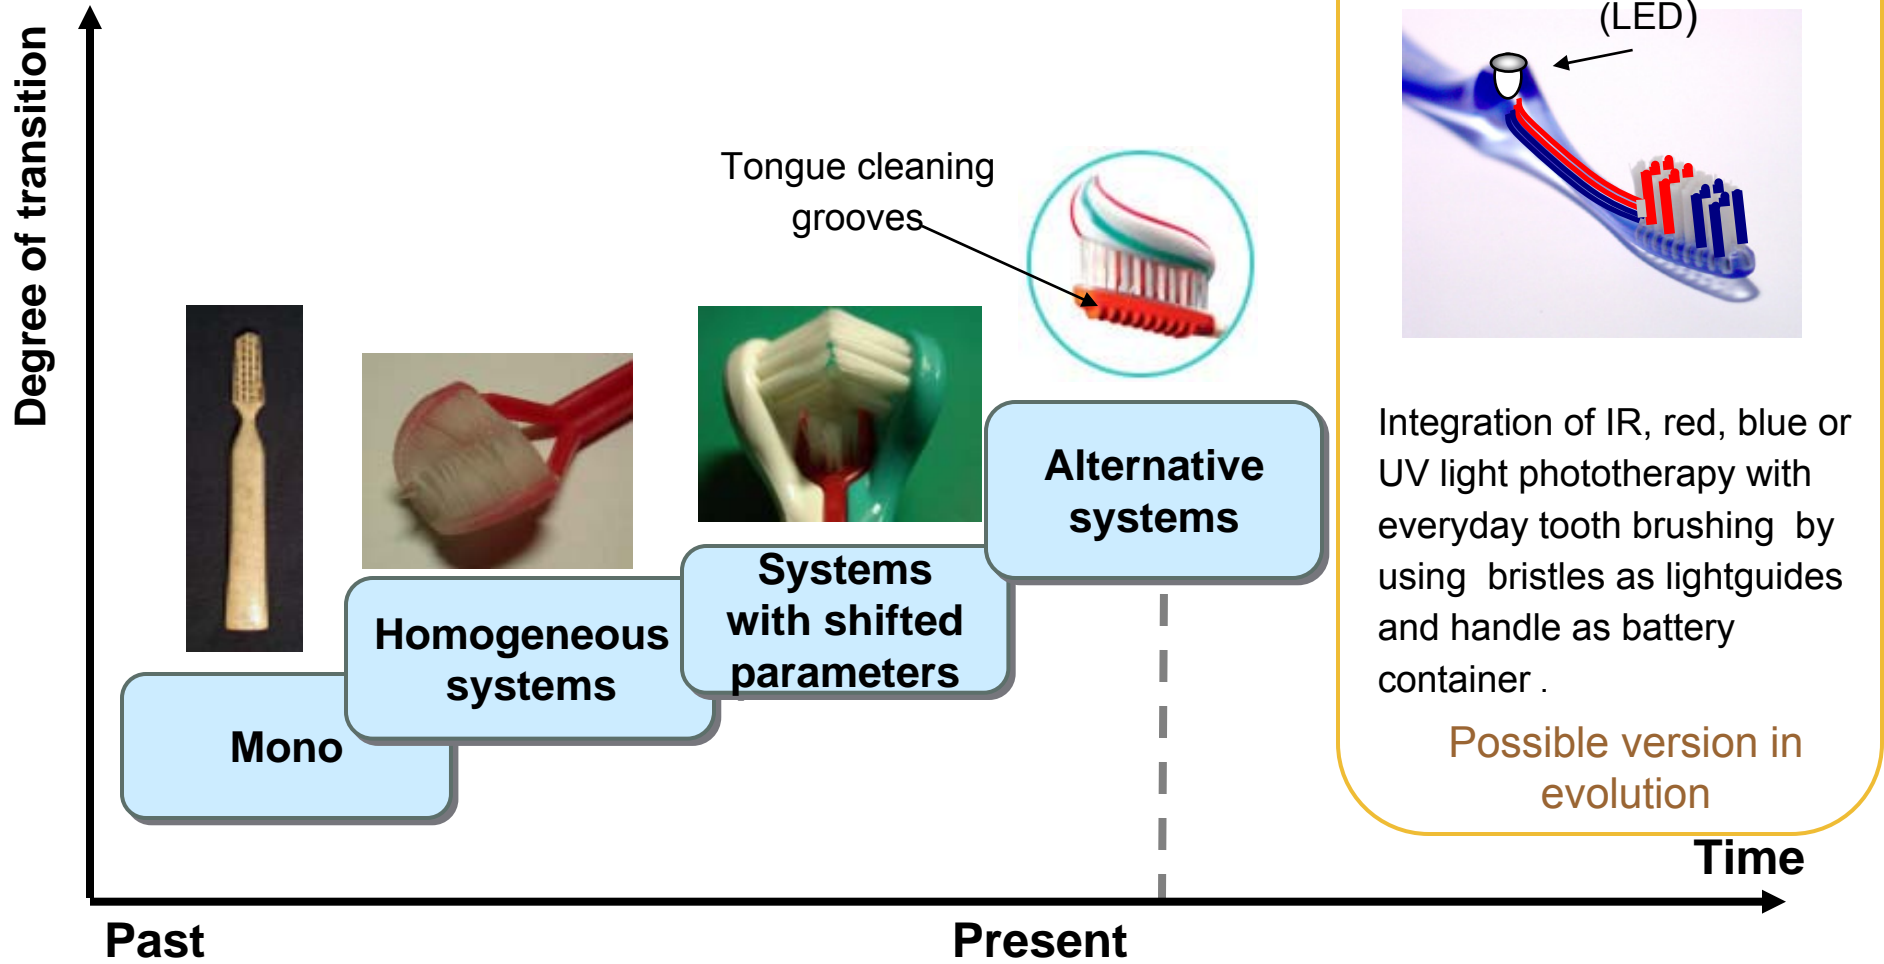 Degree of transition
(LED)
Tongue cleaning
grooves
Alternative
systems
Systems
with shifted
parameters
Homogeneous
systems
Mono
Integration of IR, red, blue or
UV light phototherapy with
everyday tooth brushing by
using bristles as lightguides
and handle as battery
container .
Possible version in
evolution
Time
Past
Present